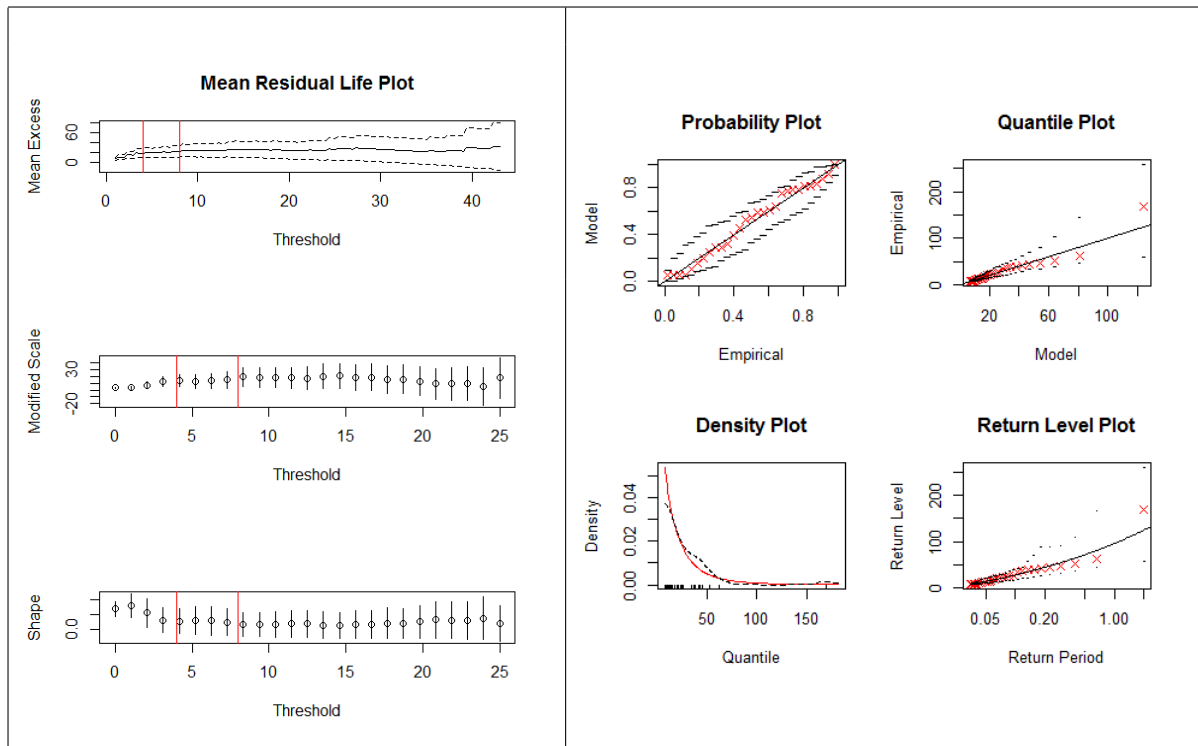 Mean Residual Life Plot
Mean Excess
60
0
0 10 20 30 40
Threshold
Modified Scale
30
-20
0 5 10 15 20 25
Threshold
Shape
0.0
0 5 10 15 20 25
Threshold
Probability Plot
Model
0.8
0.4
0.0
0.0 0.4 0.8
Empirical
Quantile Plot
Empirical
200
100
0
20 60 100
Model
Density Plot
Density
0.04
0.02
0.00
50 100 150
Quantile
Return Level Plot
Return Level
200
100
0
0.05 0.20 1.00
Return Period